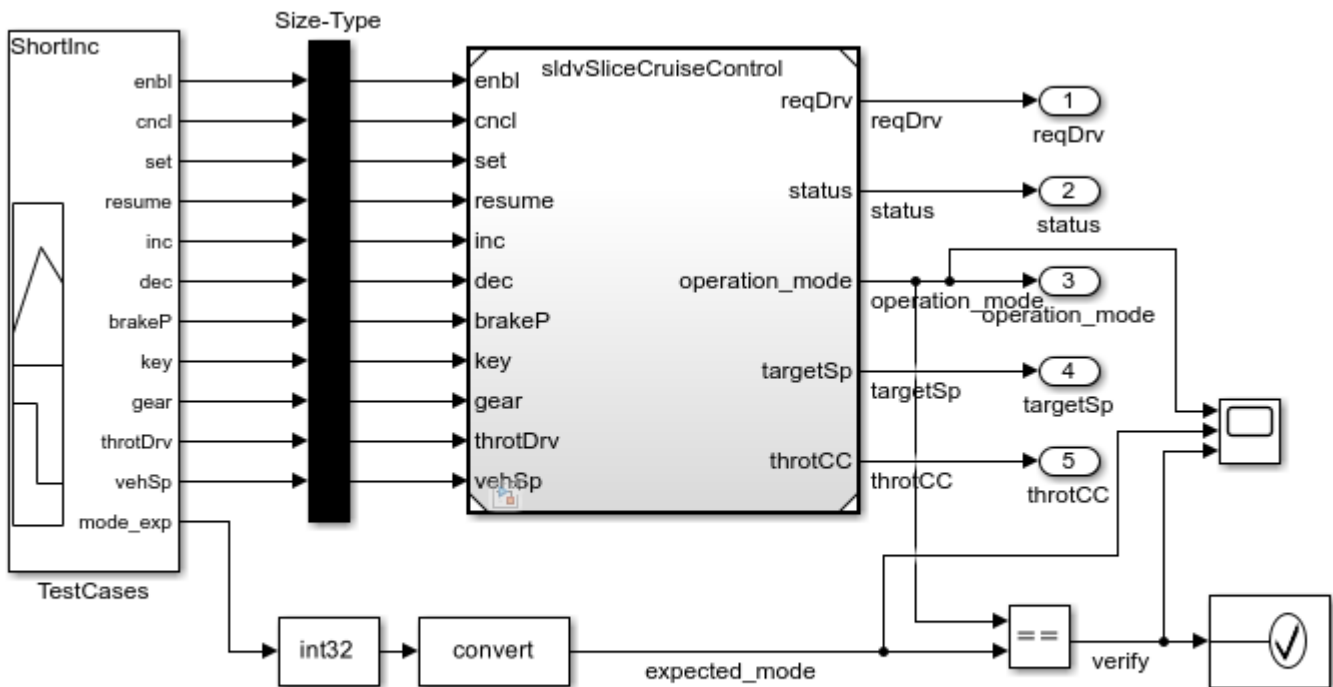 Size-Type
ShortInc
enbl
cncl
set
resume
inc
dec
brakeP
key
gear
throtDrv
vehSp
mode_exp
TestCases
sldvSliceCruiseControl
enbl
cncl
set
resume
inc
dec
brakeP
key
gear
throtDrv
vehSp
reqDrv
status
operation_mode
targetSp
throtCC
reqDrv
status
operation_mode
targetSp
throtCC
1
reqDrv
2
status
3
operation_mode
4
targetSp
5
throtCC
int32
convert
expected_mode
==
verify